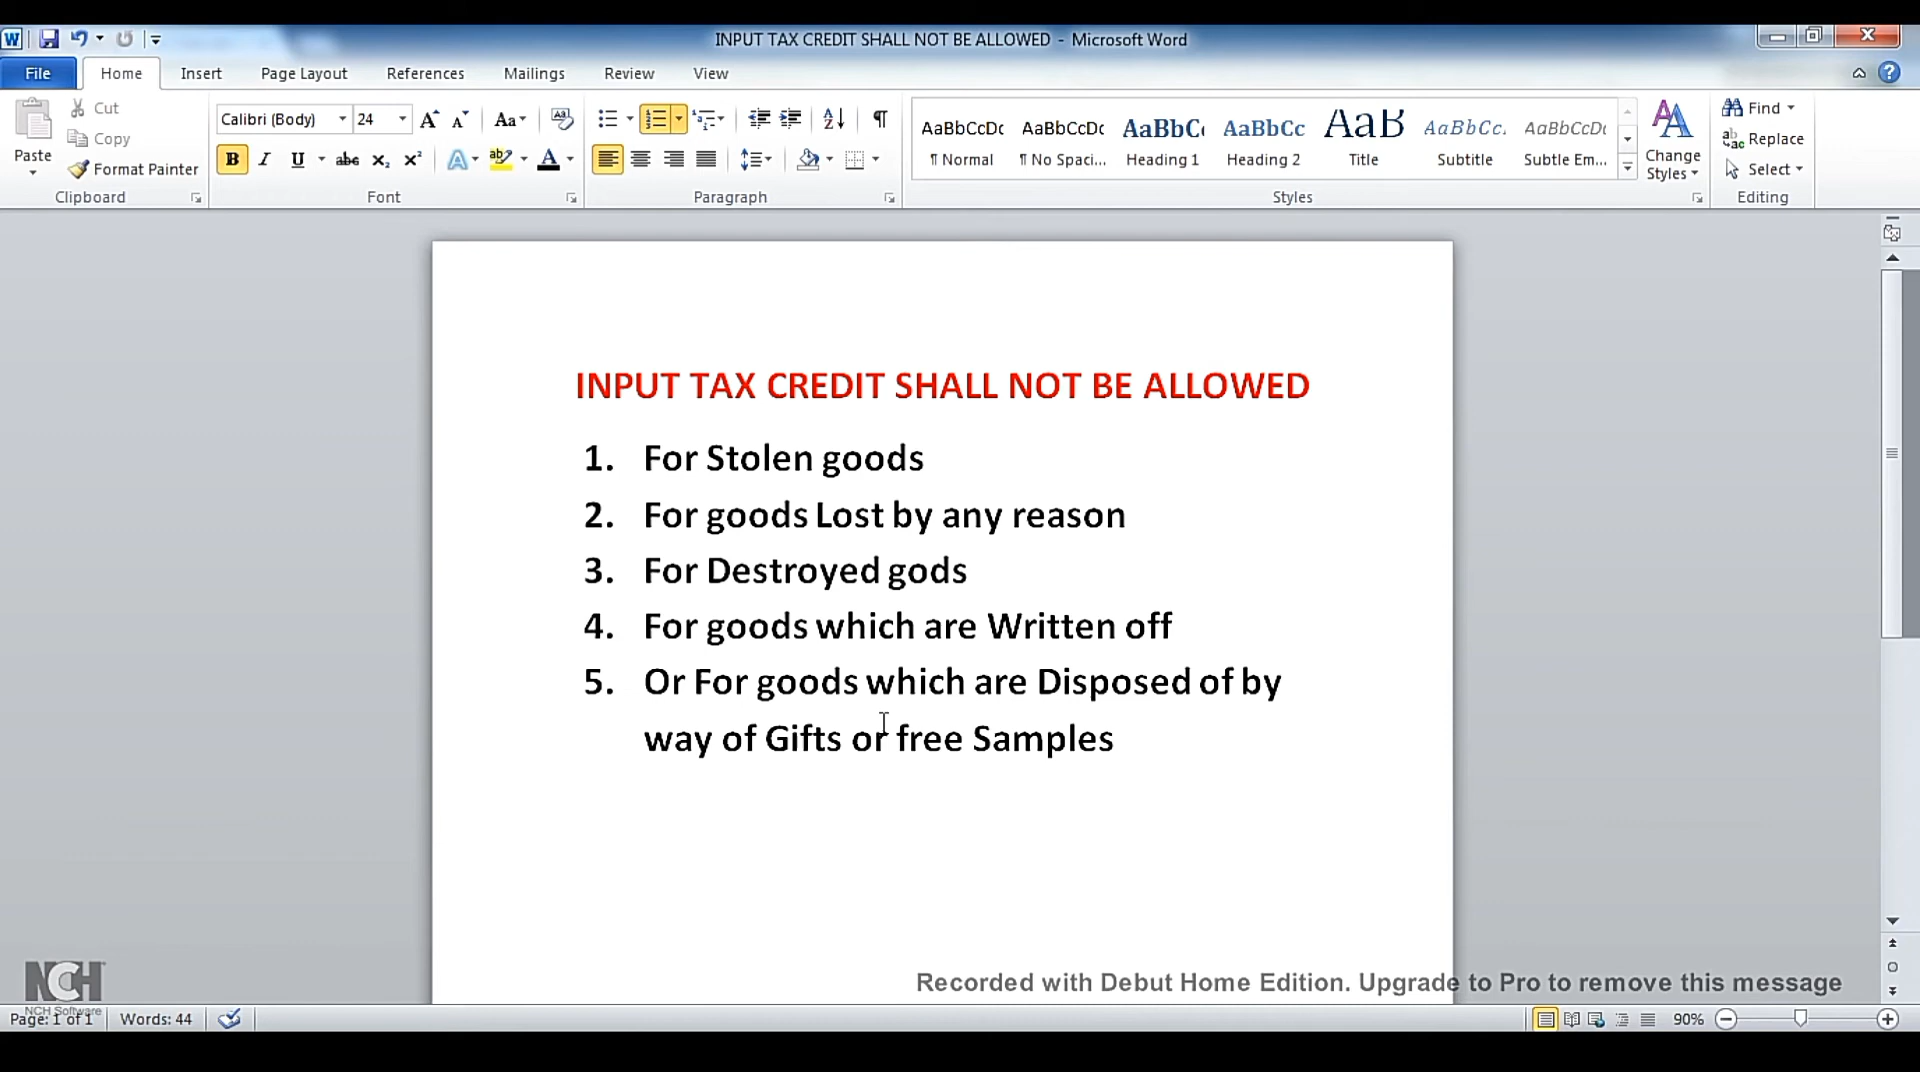 INPUT TAX CREDIT SHALL NOT BE ALLOWED - Microsoft Word
File Home Insert Page Layout References Mailings Review View
Cut
Copy
Format Painter
Paste
Clipboard
Calibri (Body) 24
Font
Paragraph
AaBbCcDc AaBbCcDc AaBbC AaBbCc AaB AaBbCc. AaBbCcDc
¶ Normal ¶ No Spaci... Heading 1 Heading 2 Title Subtitle Subtle Em...
Change
Styles
Styles
Find
Replace
Select
Editing
INPUT TAX CREDIT SHALL NOT BE ALLOWED
1. For Stolen goods
2. For goods Lost by any reason
3. For Destroyed gods
4. For goods which are Written off
5. Or For goods which are Disposed of by
way of Gifts or free Samples
NCH
NCH Software
Recorded with Debut Home Edition. Upgrade to Pro to remove this message
Page: 1 of 1 Words: 44 90%